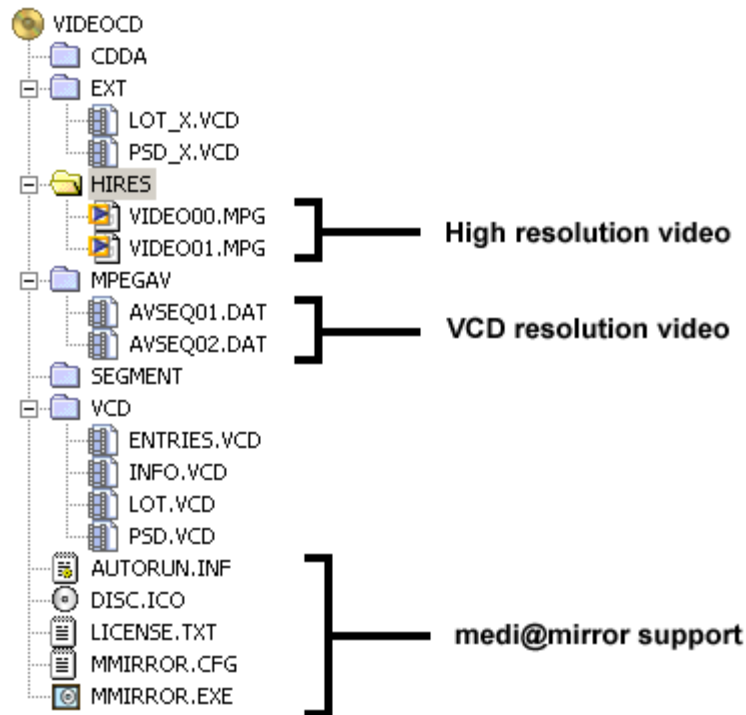 VIDEOCD
CDDA
EXT
LOT_X.VCD
PSD_X.VCD
HIRES
VIDEO00.MPG
VIDEO01.MPG
High resolution video
MPEGAV
AVSEQ01.DAT
AVSEQ02.DAT
VCD resolution video
SEGMENT
VCD
ENTRIES.VCD
INFO.VCD
LOT.VCD
PSD.VCD
AUTORUN.INF
DISC.ICO
LICENSE.TXT
MMIRROR.CFG
MMIRROR.EXE
medi@mirror support